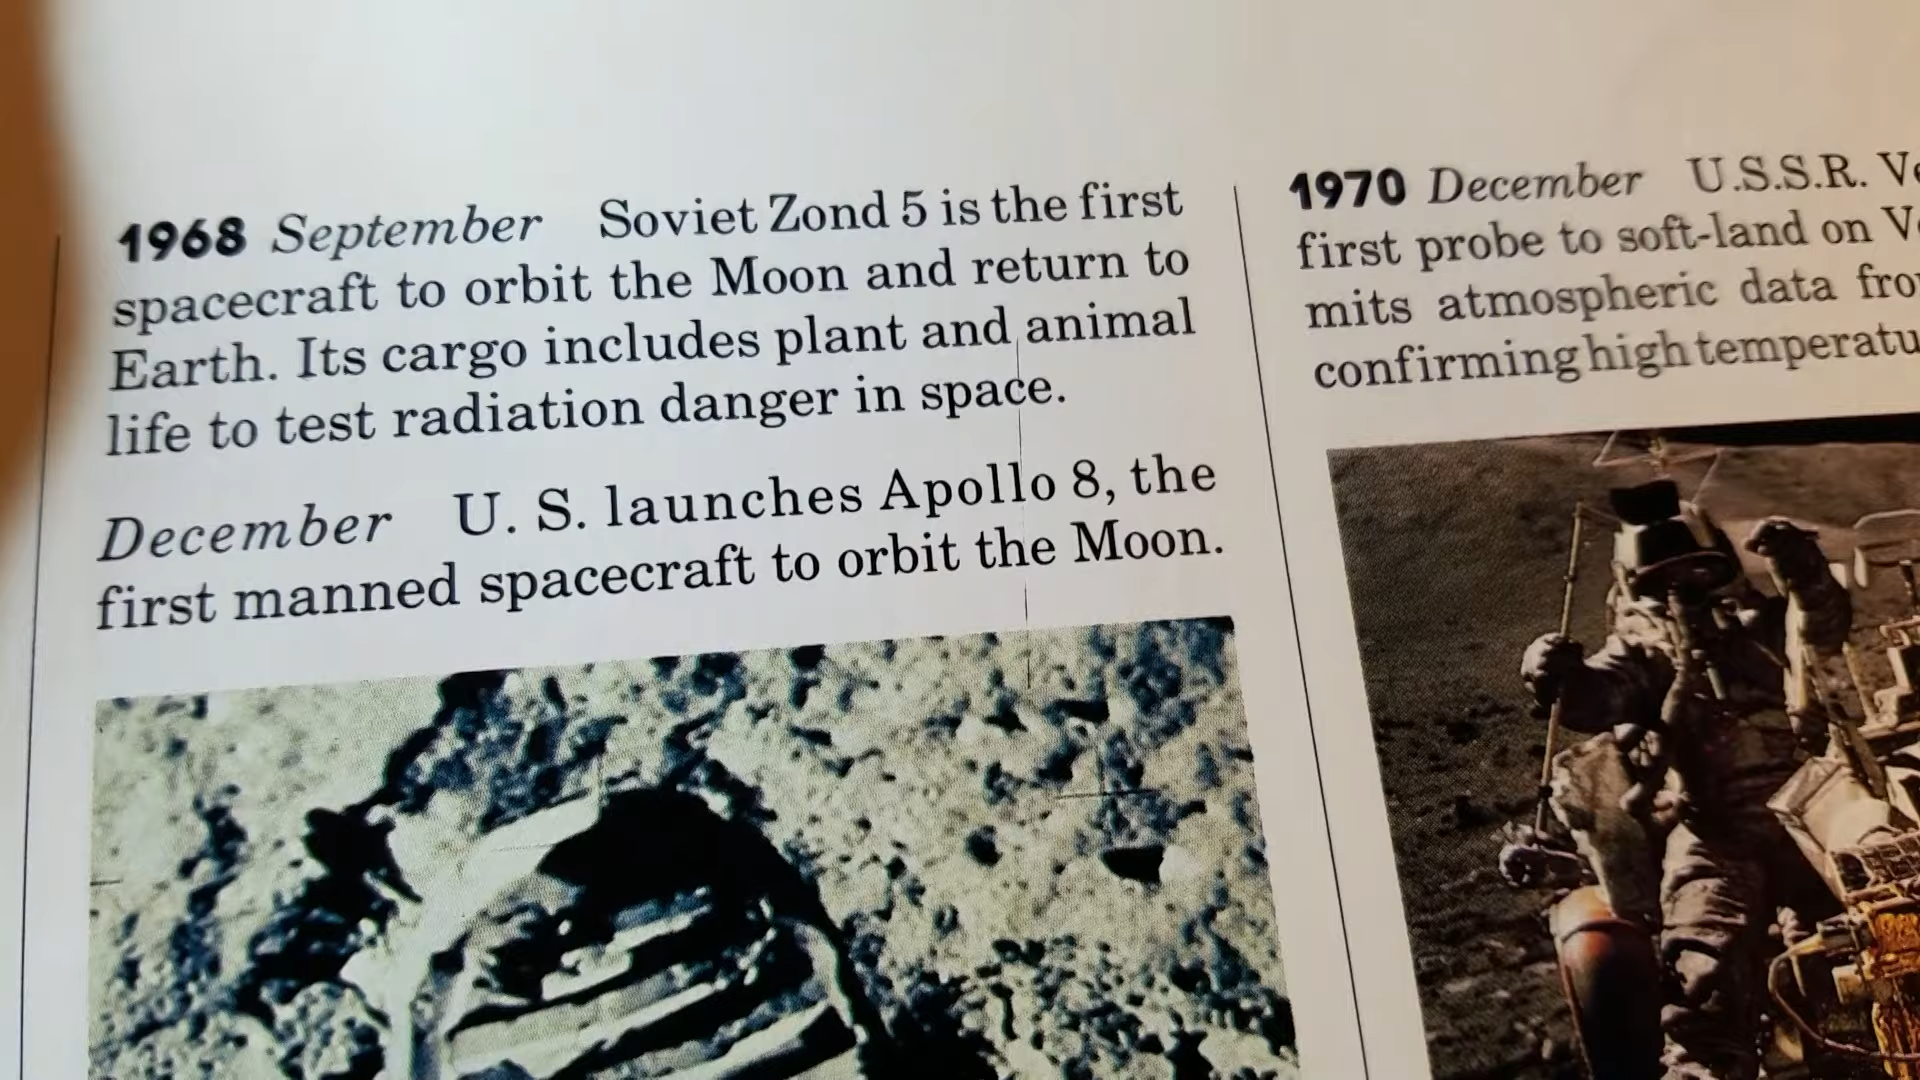 1968 September Soviet Zond 5 is the first
spacecraft to orbit the Moon and return to
Earth. Its cargo includes plant and animal
life to test radiation danger in space.
December U. S. launches Apollo 8, the
first manned spacecraft to orbit the Moon.
1970 December U.S.S.R.
first probe to soft-land on
mits atmospheric data
confirming high